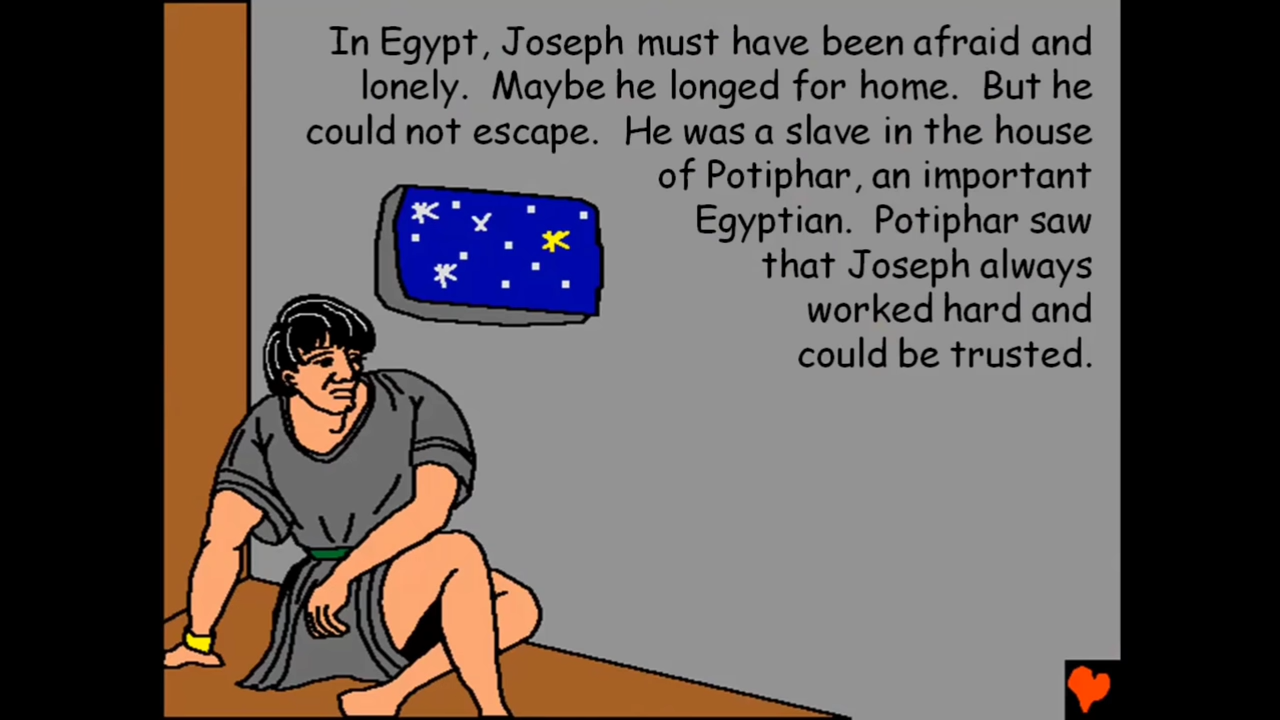 In Egypt, Joseph must have been afraid and
lonely.  Maybe he longed for home.  But he
could not escape.  He was a slave in the house
of Potiphar, an important
Egyptian.  Potiphar saw
that Joseph always
worked hard and
could be trusted.